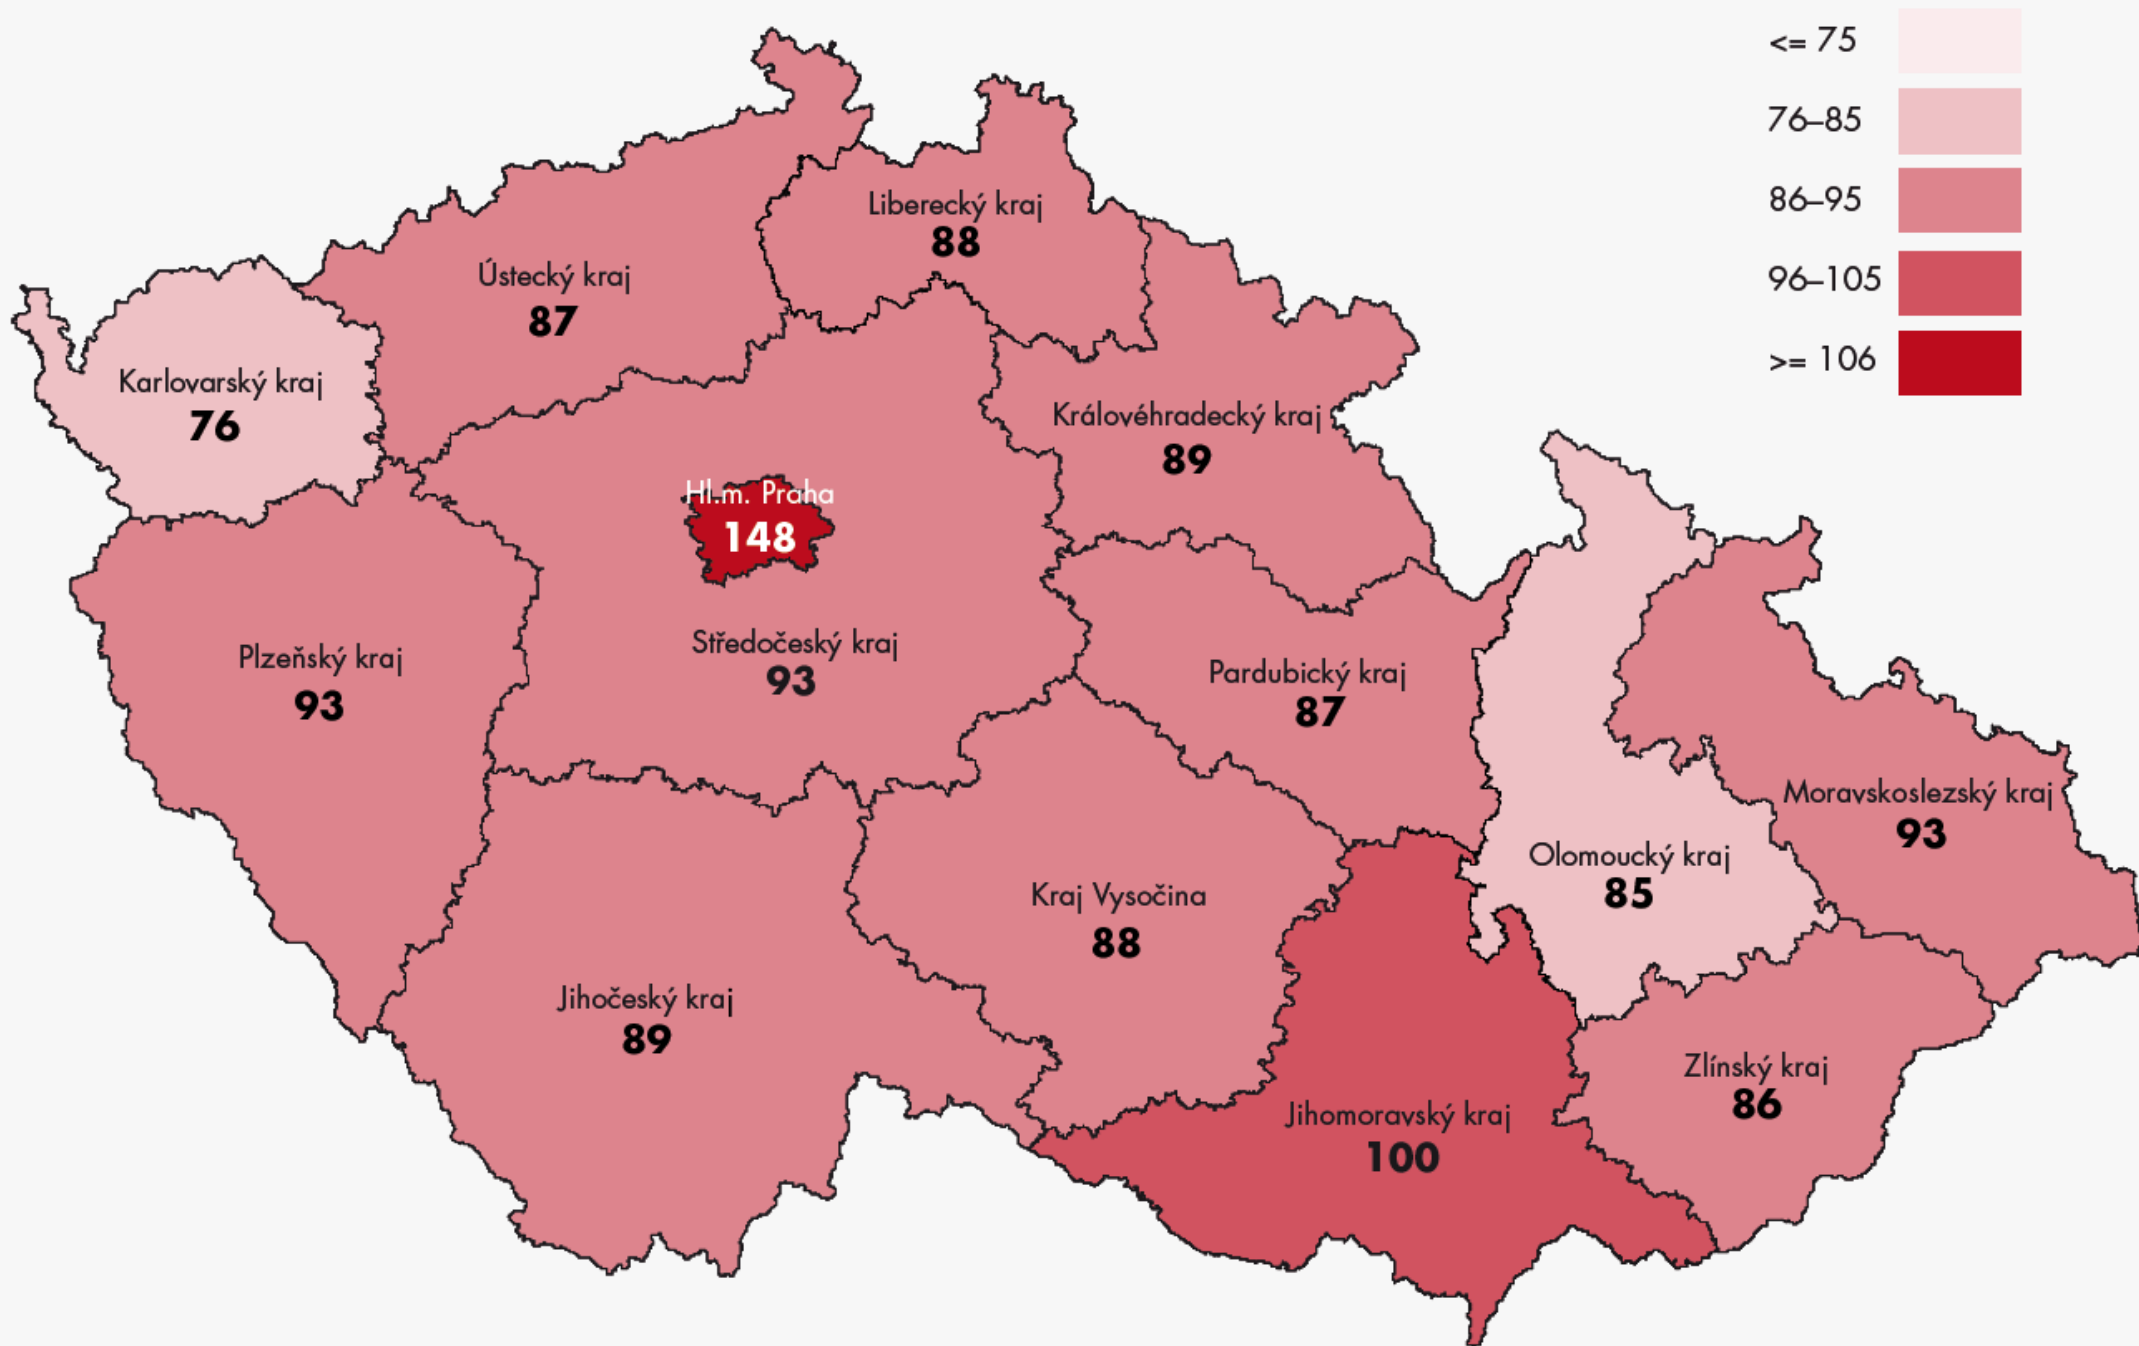 <= 75
76–85
86–95
96–105
>= 106
Liberecký kraj
88
Ústecký kraj
87
Karlovarský kraj
76
Královéhradecký kraj
89
Hl.m. Praha
148
Středočeský kraj
93
Plzeňský kraj
93
Pardubický kraj
87
Moravskoslezský kraj
93
Olomoucký kraj
85
Kraj Vysočina
88
Jihočeský kraj
89
Zlínský kraj
86
Jihomoravský kraj
100